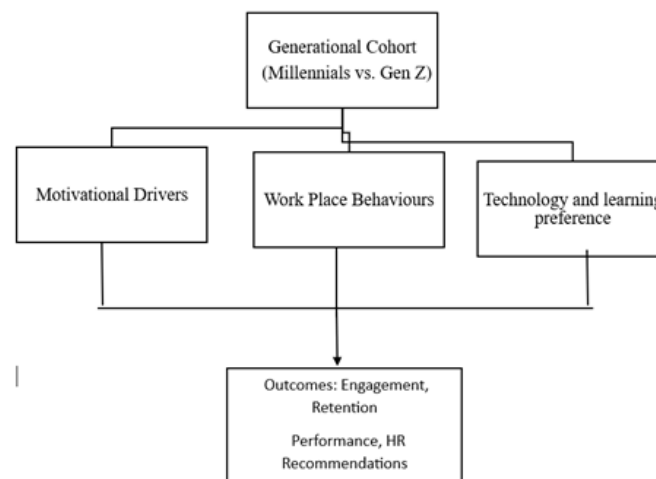 Generational Cohort
(Millennials vs. Gen Z)
Motivational Drivers
Work Place Behaviours
Technology and learning
preference
Outcomes: Engagement,
Retention
Performance, HR
Recommendations